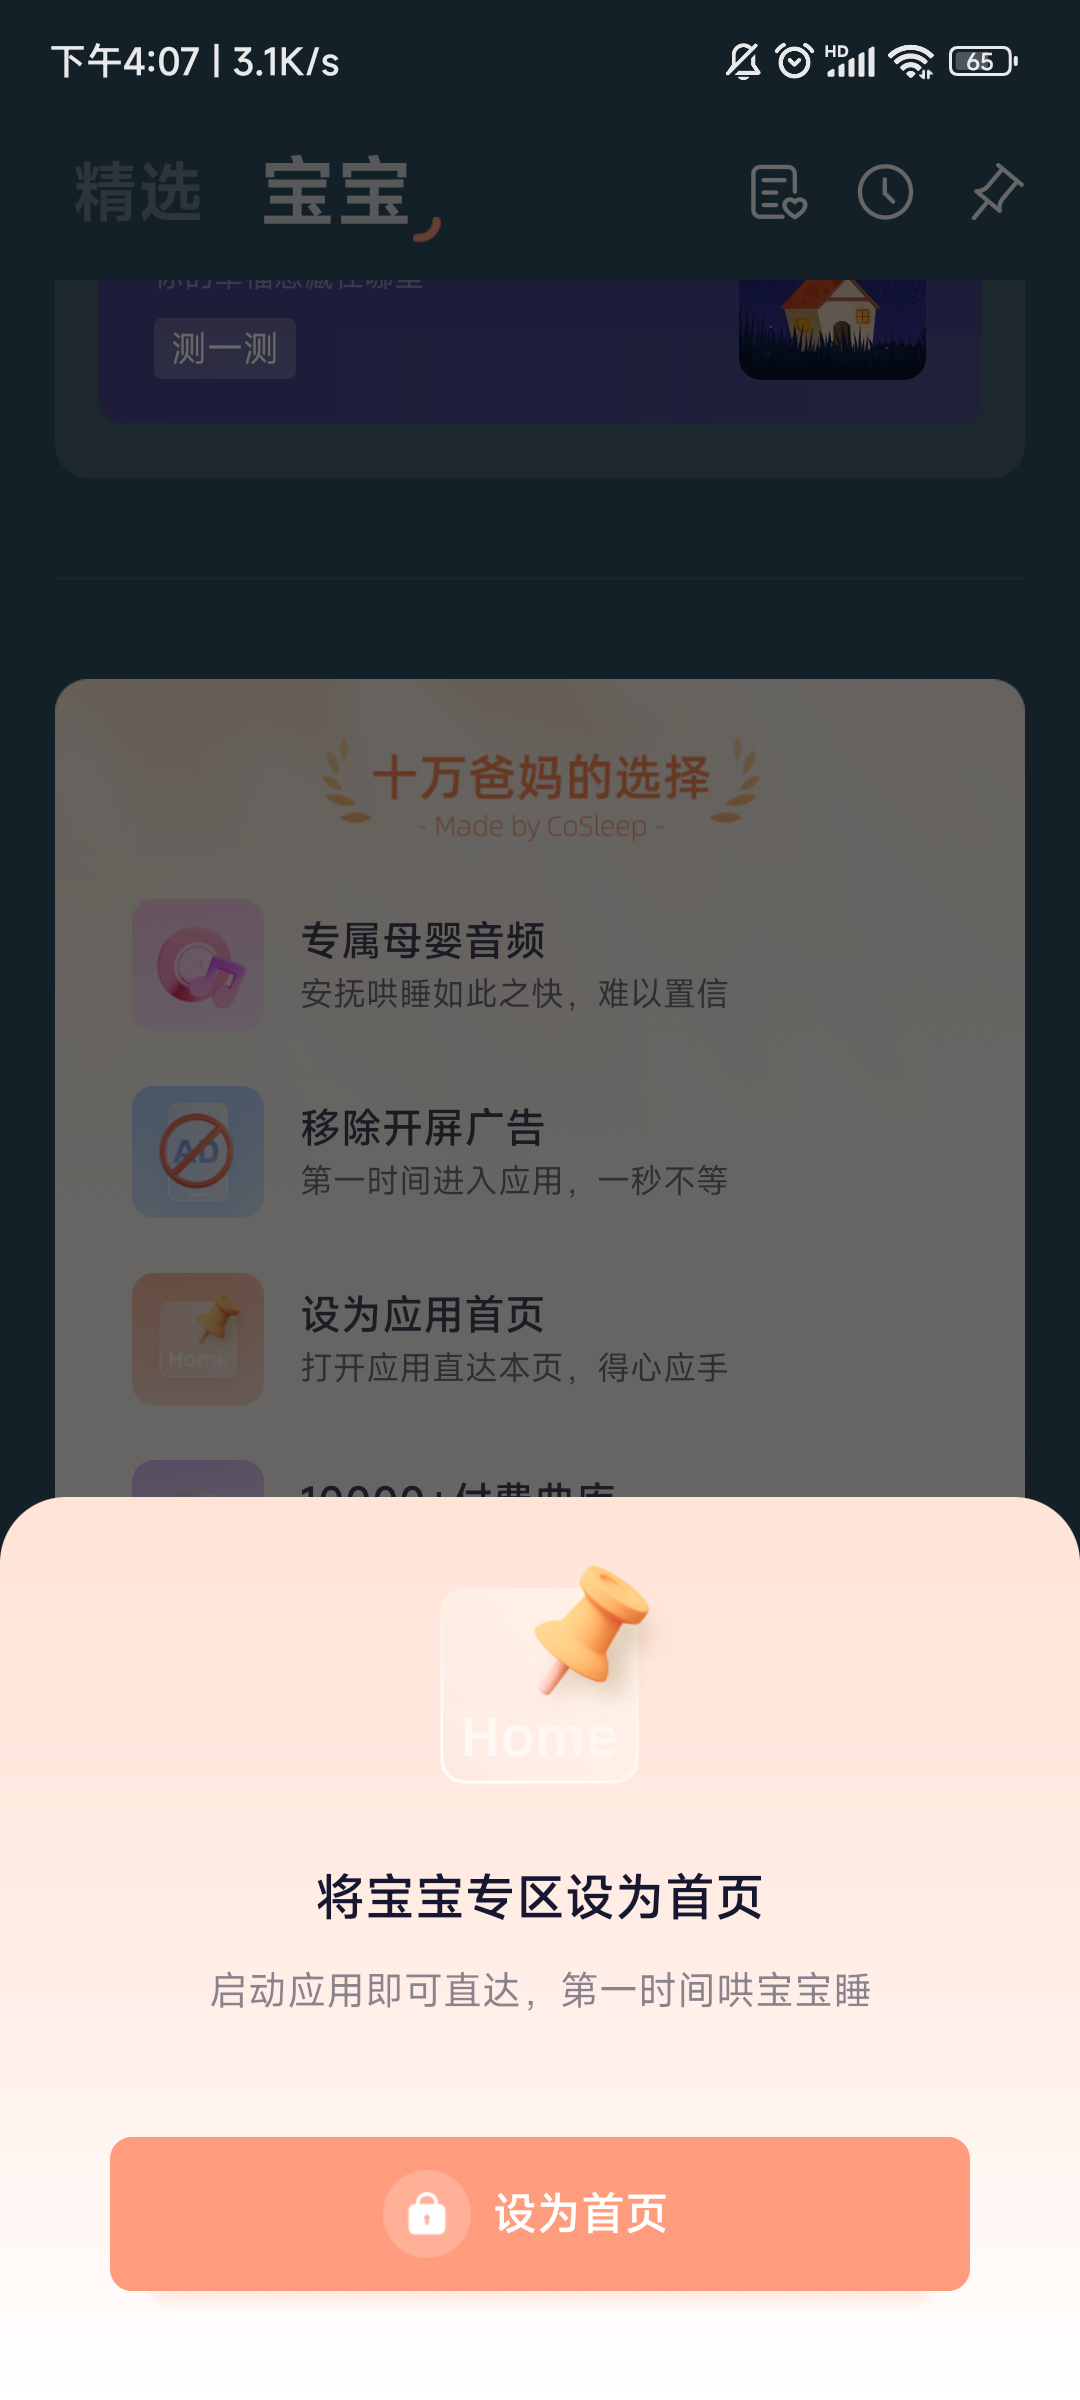 下午4:07 | 3.1K/s
HD
65
精选
宝宝
测一测
十万爸妈的选择
- Made by CoSleep -
专属母婴音频
安抚哄睡如此之快，难以置信
AD
移除开屏广告
第一时间进入应用，一秒不等
Home
设为应用首页
打开应用直达本页，得心应手
Home
将宝宝专区设为首页
启动应用即可直达，第一时间哄宝宝睡
设为首页